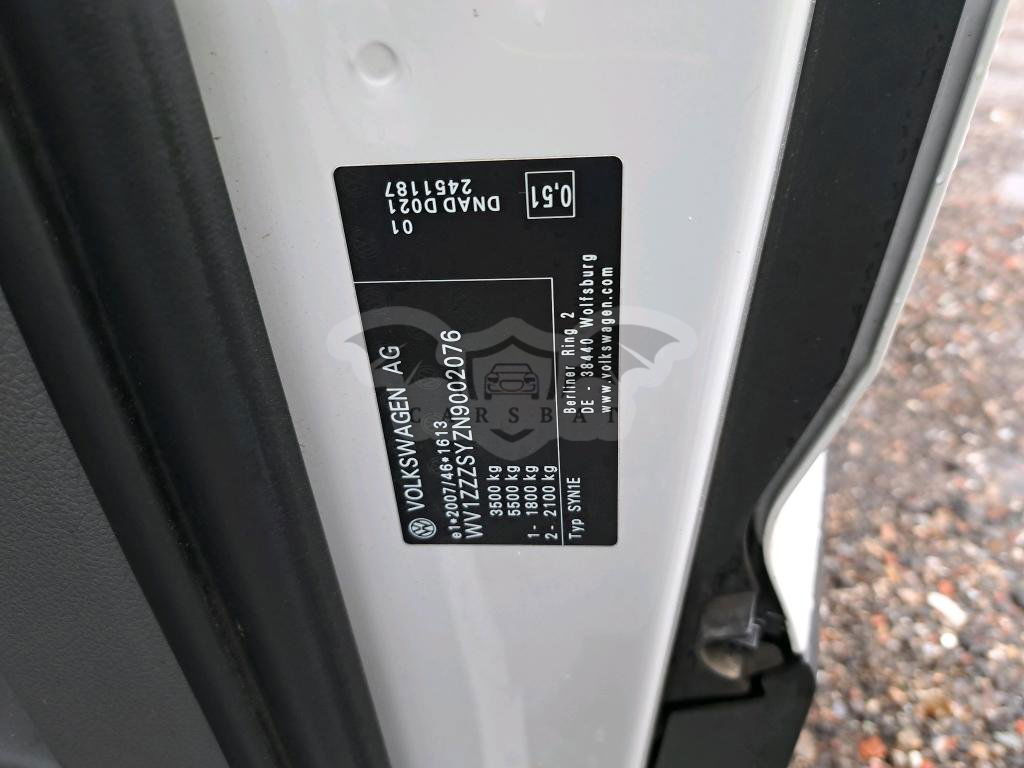 VOLKSWAGEN AG
e1*2007/46*1613
WV1ZZZSYZN9002076
3500 kg
5500 kg
1- 1800 kg
2- 2100 kg
Typ SYN1E
Berliner Ring 2
DE - 38440 Wolfsburg
www.volkswagen.com
01
DNAD D021
2451187
0,51
CARSBAT